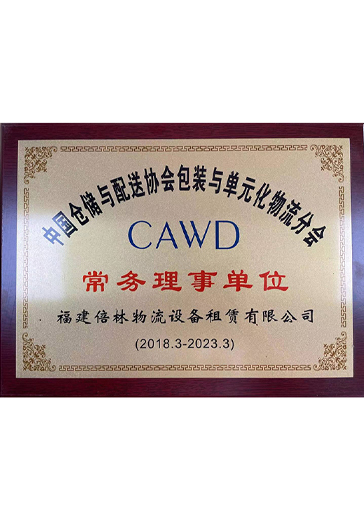 中国仓储与配送协会包装与单元化物流分会
CAWD
常务理事单位
福建倍林物流设备租赁有限公司
(2018.3-2023.3)